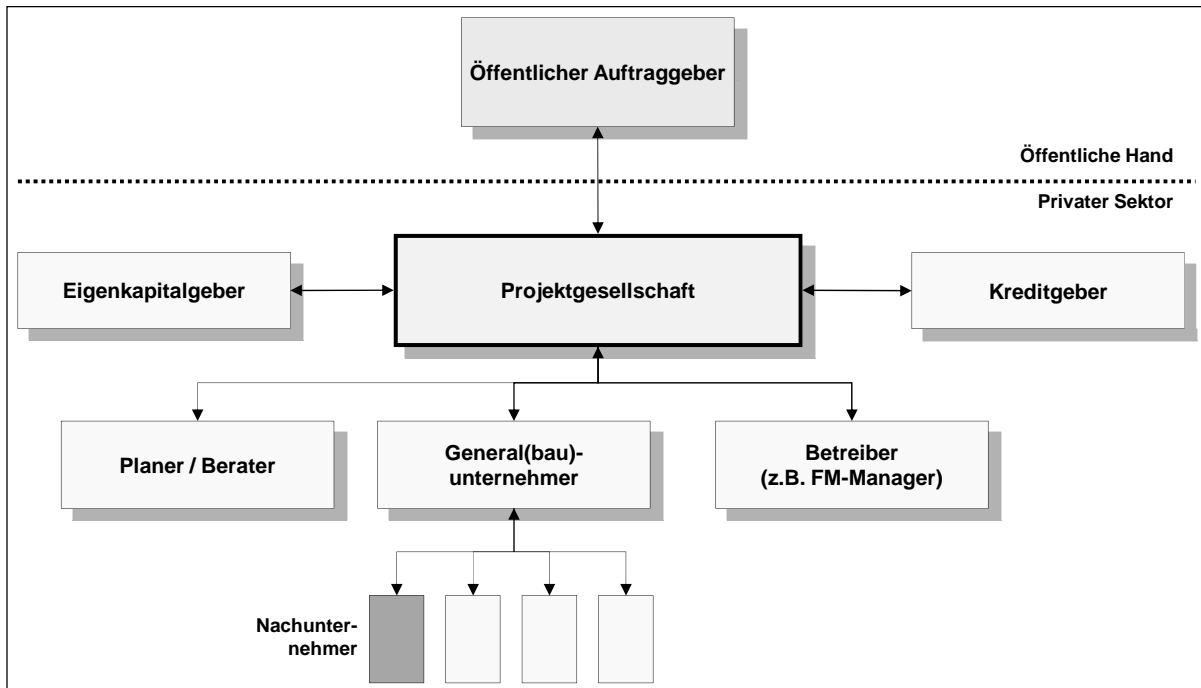 Öffentlicher Auftraggeber
Öffentliche Hand
Privater Sektor
Eigenkapitalgeber
Projektgesellschaft
Kreditgeber
Planer / Berater
General(bau)-
unternehmer
Betreiber
(z.B. FM-Manager)
Nachunter-
nehmer